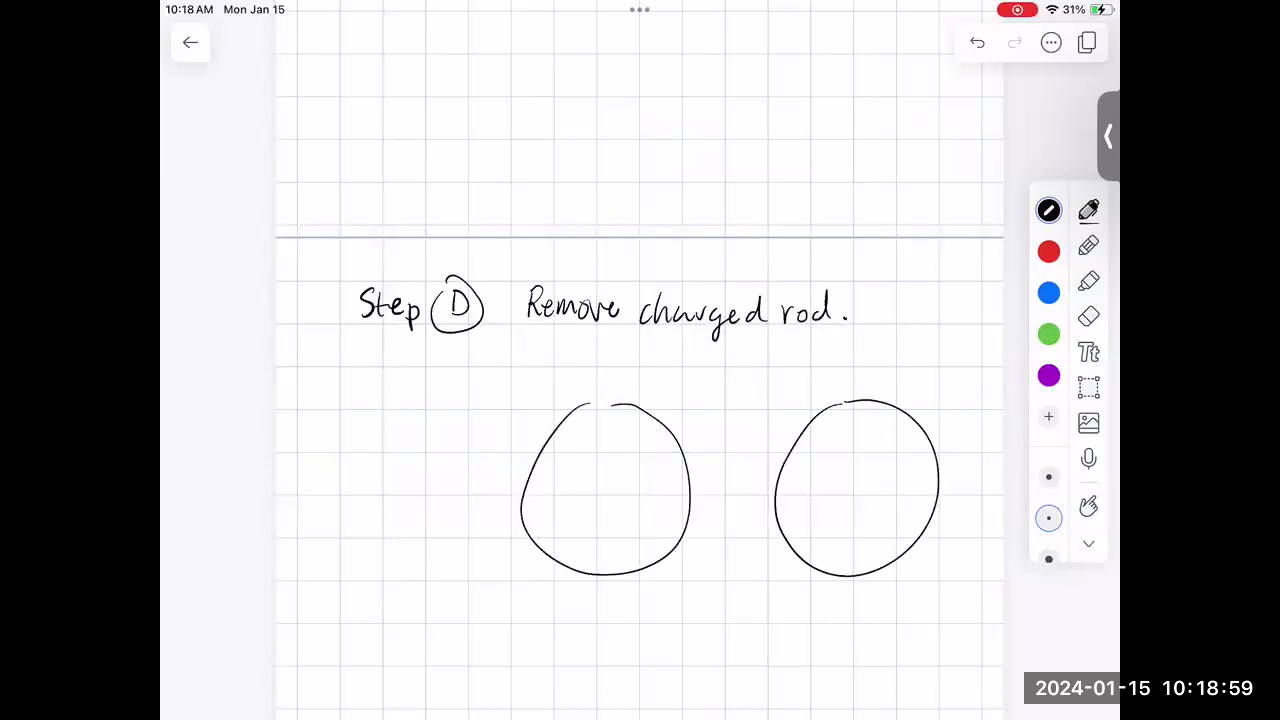 10:18 AM Mon Jan 15
31%
Tt
Step D Remove charged rod.
2024-01-15 10:18:59